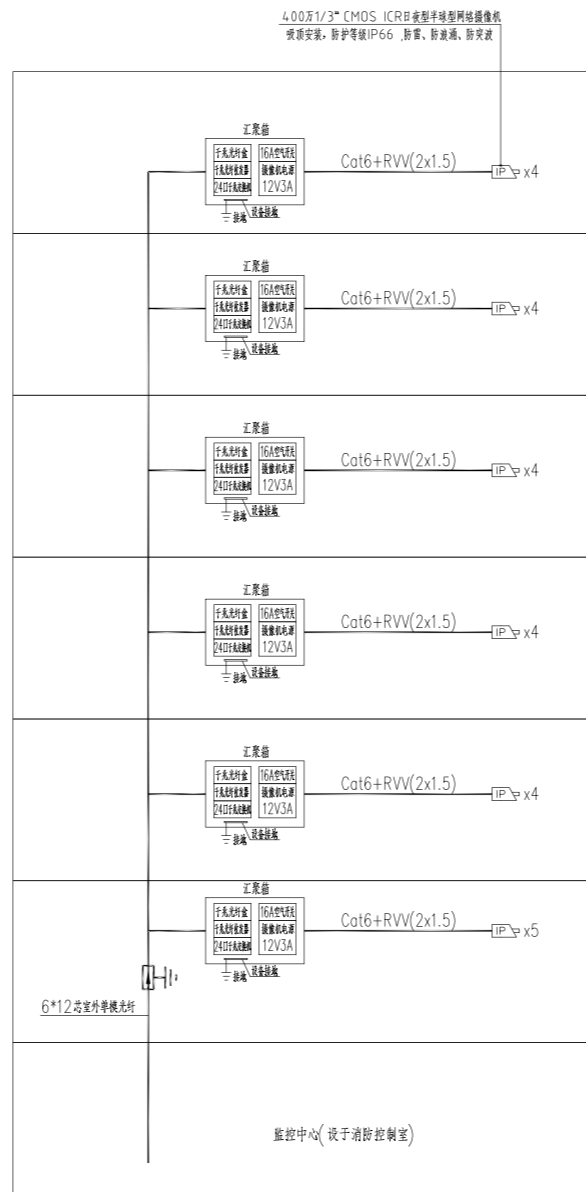 400万1/3" CMOS ICR日夜型半球型网络摄像机
吸顶安装，防护等级IP66 ,防雷、防浪涌、防突波
汇聚箱
千兆光纤盒
16A空气开关
千兆光纤收发器
摄像机电源
24口千兆交换机
12V3A
Cat6+RVV(2x1.5)
IP x4
接地
设备接地
汇聚箱
千兆光纤盒
16A空气开关
千兆光纤收发器
摄像机电源
24口千兆交换机
12V3A
Cat6+RVV(2x1.5)
IP x4
接地
设备接地
汇聚箱
千兆光纤盒
16A空气开关
千兆光纤收发器
摄像机电源
24口千兆交换机
12V3A
Cat6+RVV(2x1.5)
IP x4
接地
设备接地
汇聚箱
千兆光纤盒
16A空气开关
千兆光纤收发器
摄像机电源
24口千兆交换机
12V3A
Cat6+RVV(2x1.5)
IP x4
接地
设备接地
汇聚箱
千兆光纤盒
16A空气开关
千兆光纤收发器
摄像机电源
24口千兆交换机
12V3A
Cat6+RVV(2x1.5)
IP x4
接地
设备接地
汇聚箱
千兆光纤盒
16A空气开关
千兆光纤收发器
摄像机电源
24口千兆交换机
12V3A
Cat6+RVV(2x1.5)
IP x5
接地
设备接地
6*12芯室外单模光纤
监控中心(设于消防控制室)